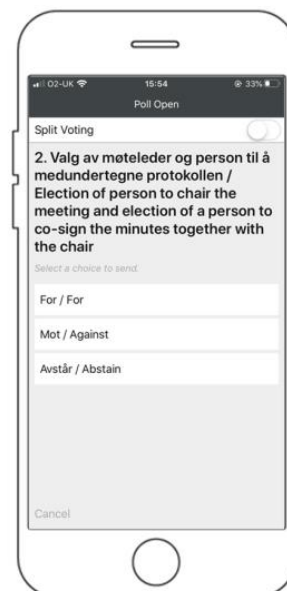 O2-UK 15:54 33%
Poll Open
Split Voting
2. Valg av møteleder og person til å
medundertegne protokollen /
Election of person to chair the
meeting and election of a person to
co-sign the minutes together with
the chair
Select a choice to send.
For / For
Mot / Against
Avstår / Abstain
Cancel